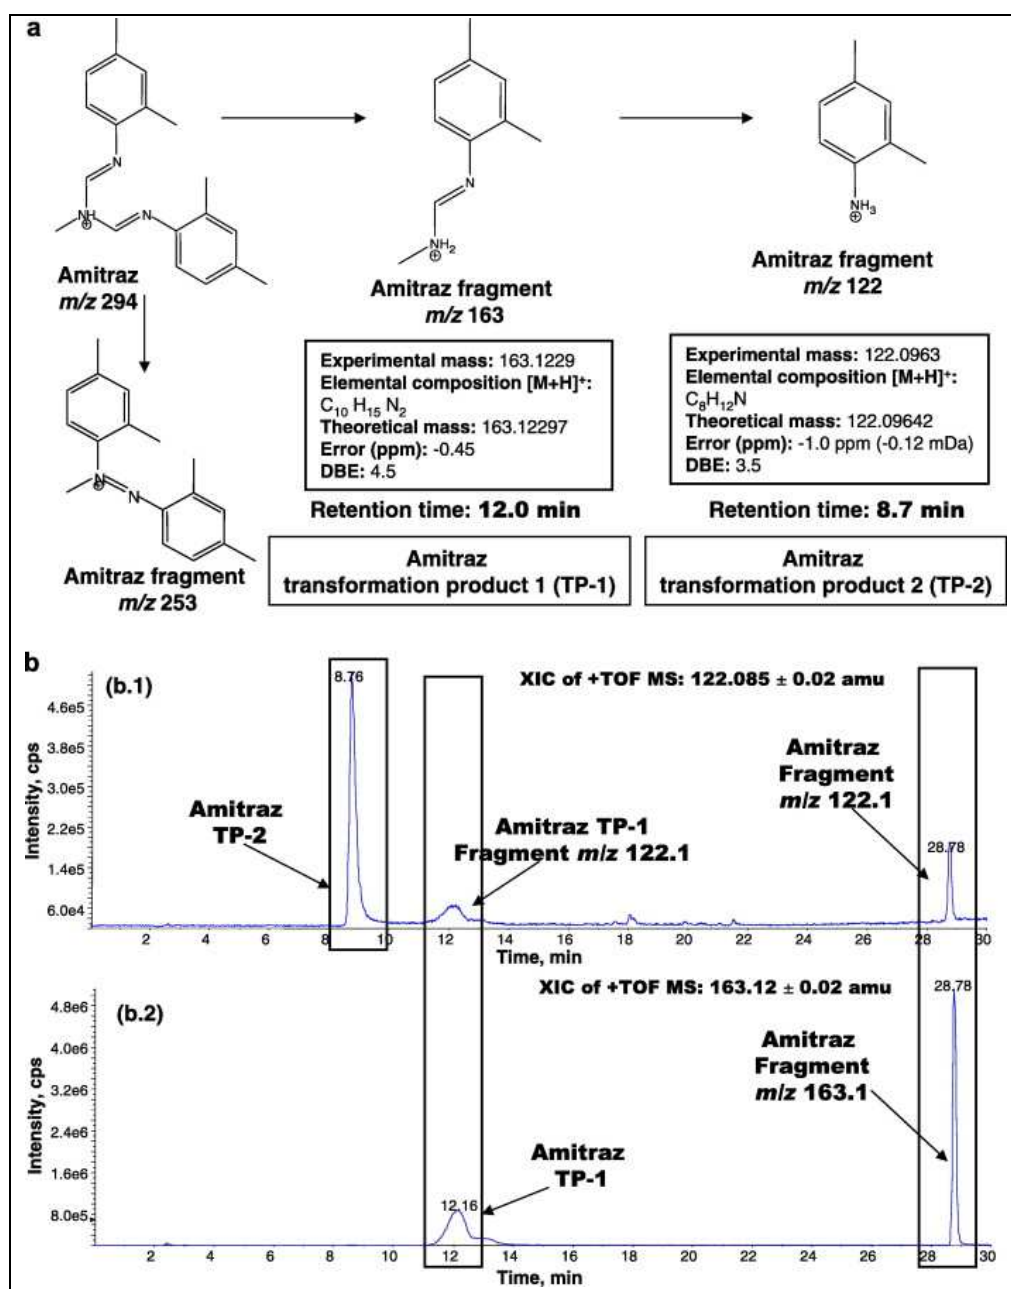 a
N
NH
⊕
N
Amitraz
m/z 294
N
NH2
⊕
Amitraz fragment
m/z 163
NH3
⊕
Amitraz fragment
m/z 122
N
⊕
N
Amitraz fragment
m/z 253
Experimental mass: 163.1229
Elemental composition [M+H]+:
C10 H15 N2
Theoretical mass: 163.12297
Error (ppm): -0.45
DBE: 4.5
Retention time: 12.0 min
Amitraz
transformation product 1 (TP-1)
Experimental mass: 122.0963
Elemental composition [M+H]+:
C8H12N
Theoretical mass: 122.09642
Error (ppm): -1.0 ppm (-0.12 mDa)
DBE: 3.5
Retention time: 8.7 min
Amitraz
transformation product 2 (TP-2)
b
(b.1)
XIC of +TOF MS: 122.085 ± 0.02 amu
8.76
4.6e5
3.8e5
3.0e5
2.2e5
1.4e5
6.0e4
Intensity, cps
Amitraz
TP-2
Amitraz TP-1
Fragment m/z 122.1
Amitraz
Fragment
m/z 122.1
28.78
2 4 6 8 10 12 14 16 18 20 22 24 26 28 30
Time, min
(b.2)
XIC of +TOF MS: 163.12 ± 0.02 amu
28.78
4.8e6
4.0e6
3.2e6
2.4e6
1.6e6
8.0e5
Intensity, cps
Amitraz
Fragment
m/z 163.1
Amitraz
TP-1
12.16
2 4 6 8 10 12 14 16 18 20 22 24 26 28 30
Time, min